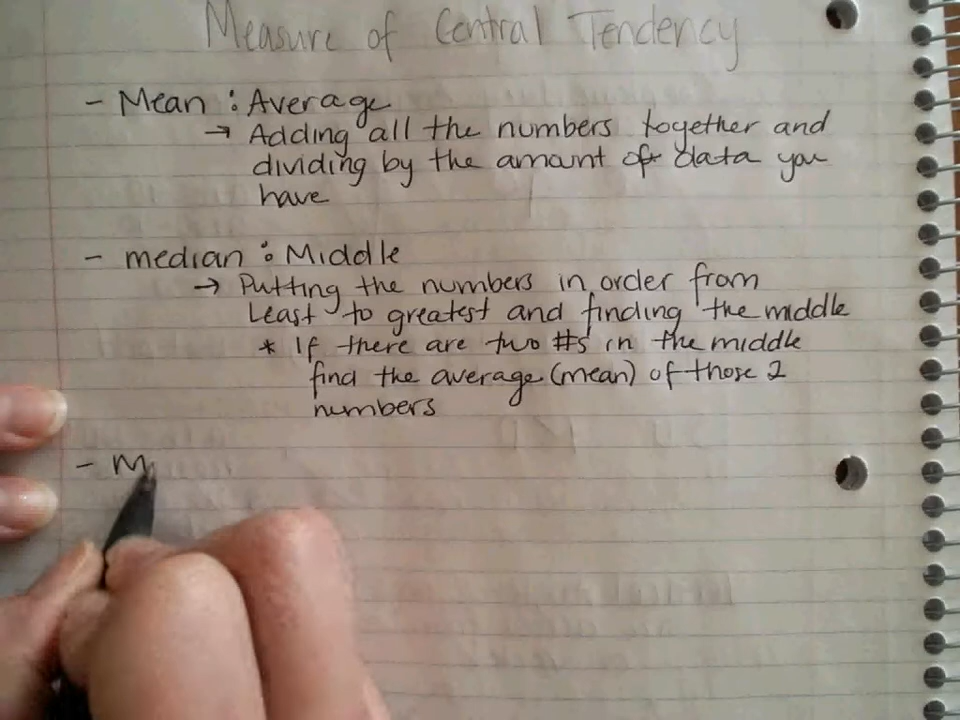 Measure of Central Tendency
- Mean : Average
→ Adding all the numbers together and
dividing by the amount of data you
have
- median : Middle
→ Putting the numbers in order from
Least to greatest and finding the middle
* If there are two #s in the middle
find the average (mean) of those 2
numbers
- M